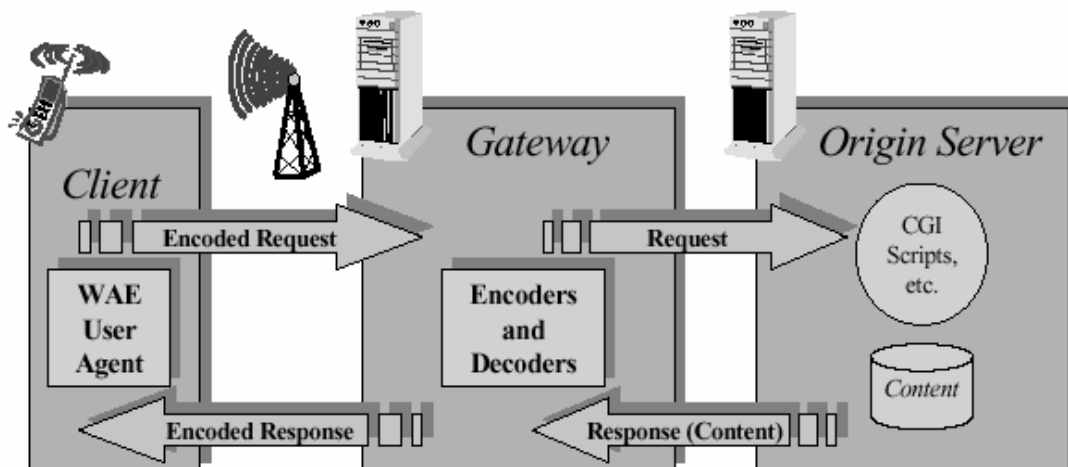 Client
Gateway
Origin Server
Encoded Request
Request
CGI
Scripts,
etc.
WAE
User
Agent
Encoders
and
Decoders
Content
Encoded Response
Response (Content)